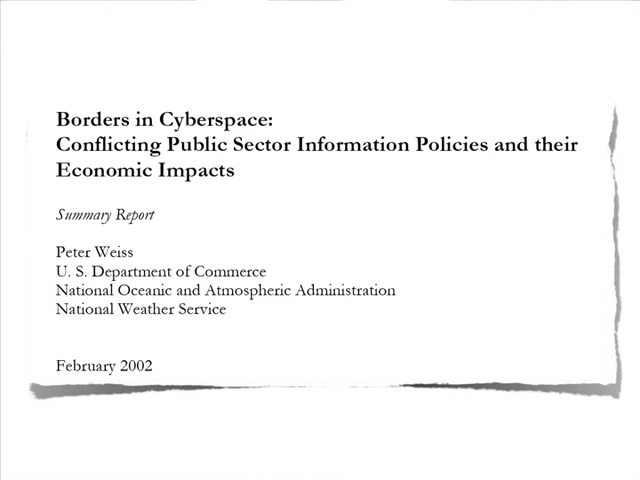 Borders in Cyberspace:
Conflicting Public Sector Information Policies and their
Economic Impacts
Summary Report
Peter Weiss
U. S. Department of Commerce
National Oceanic and Atmospheric Administration
National Weather Service
February 2002